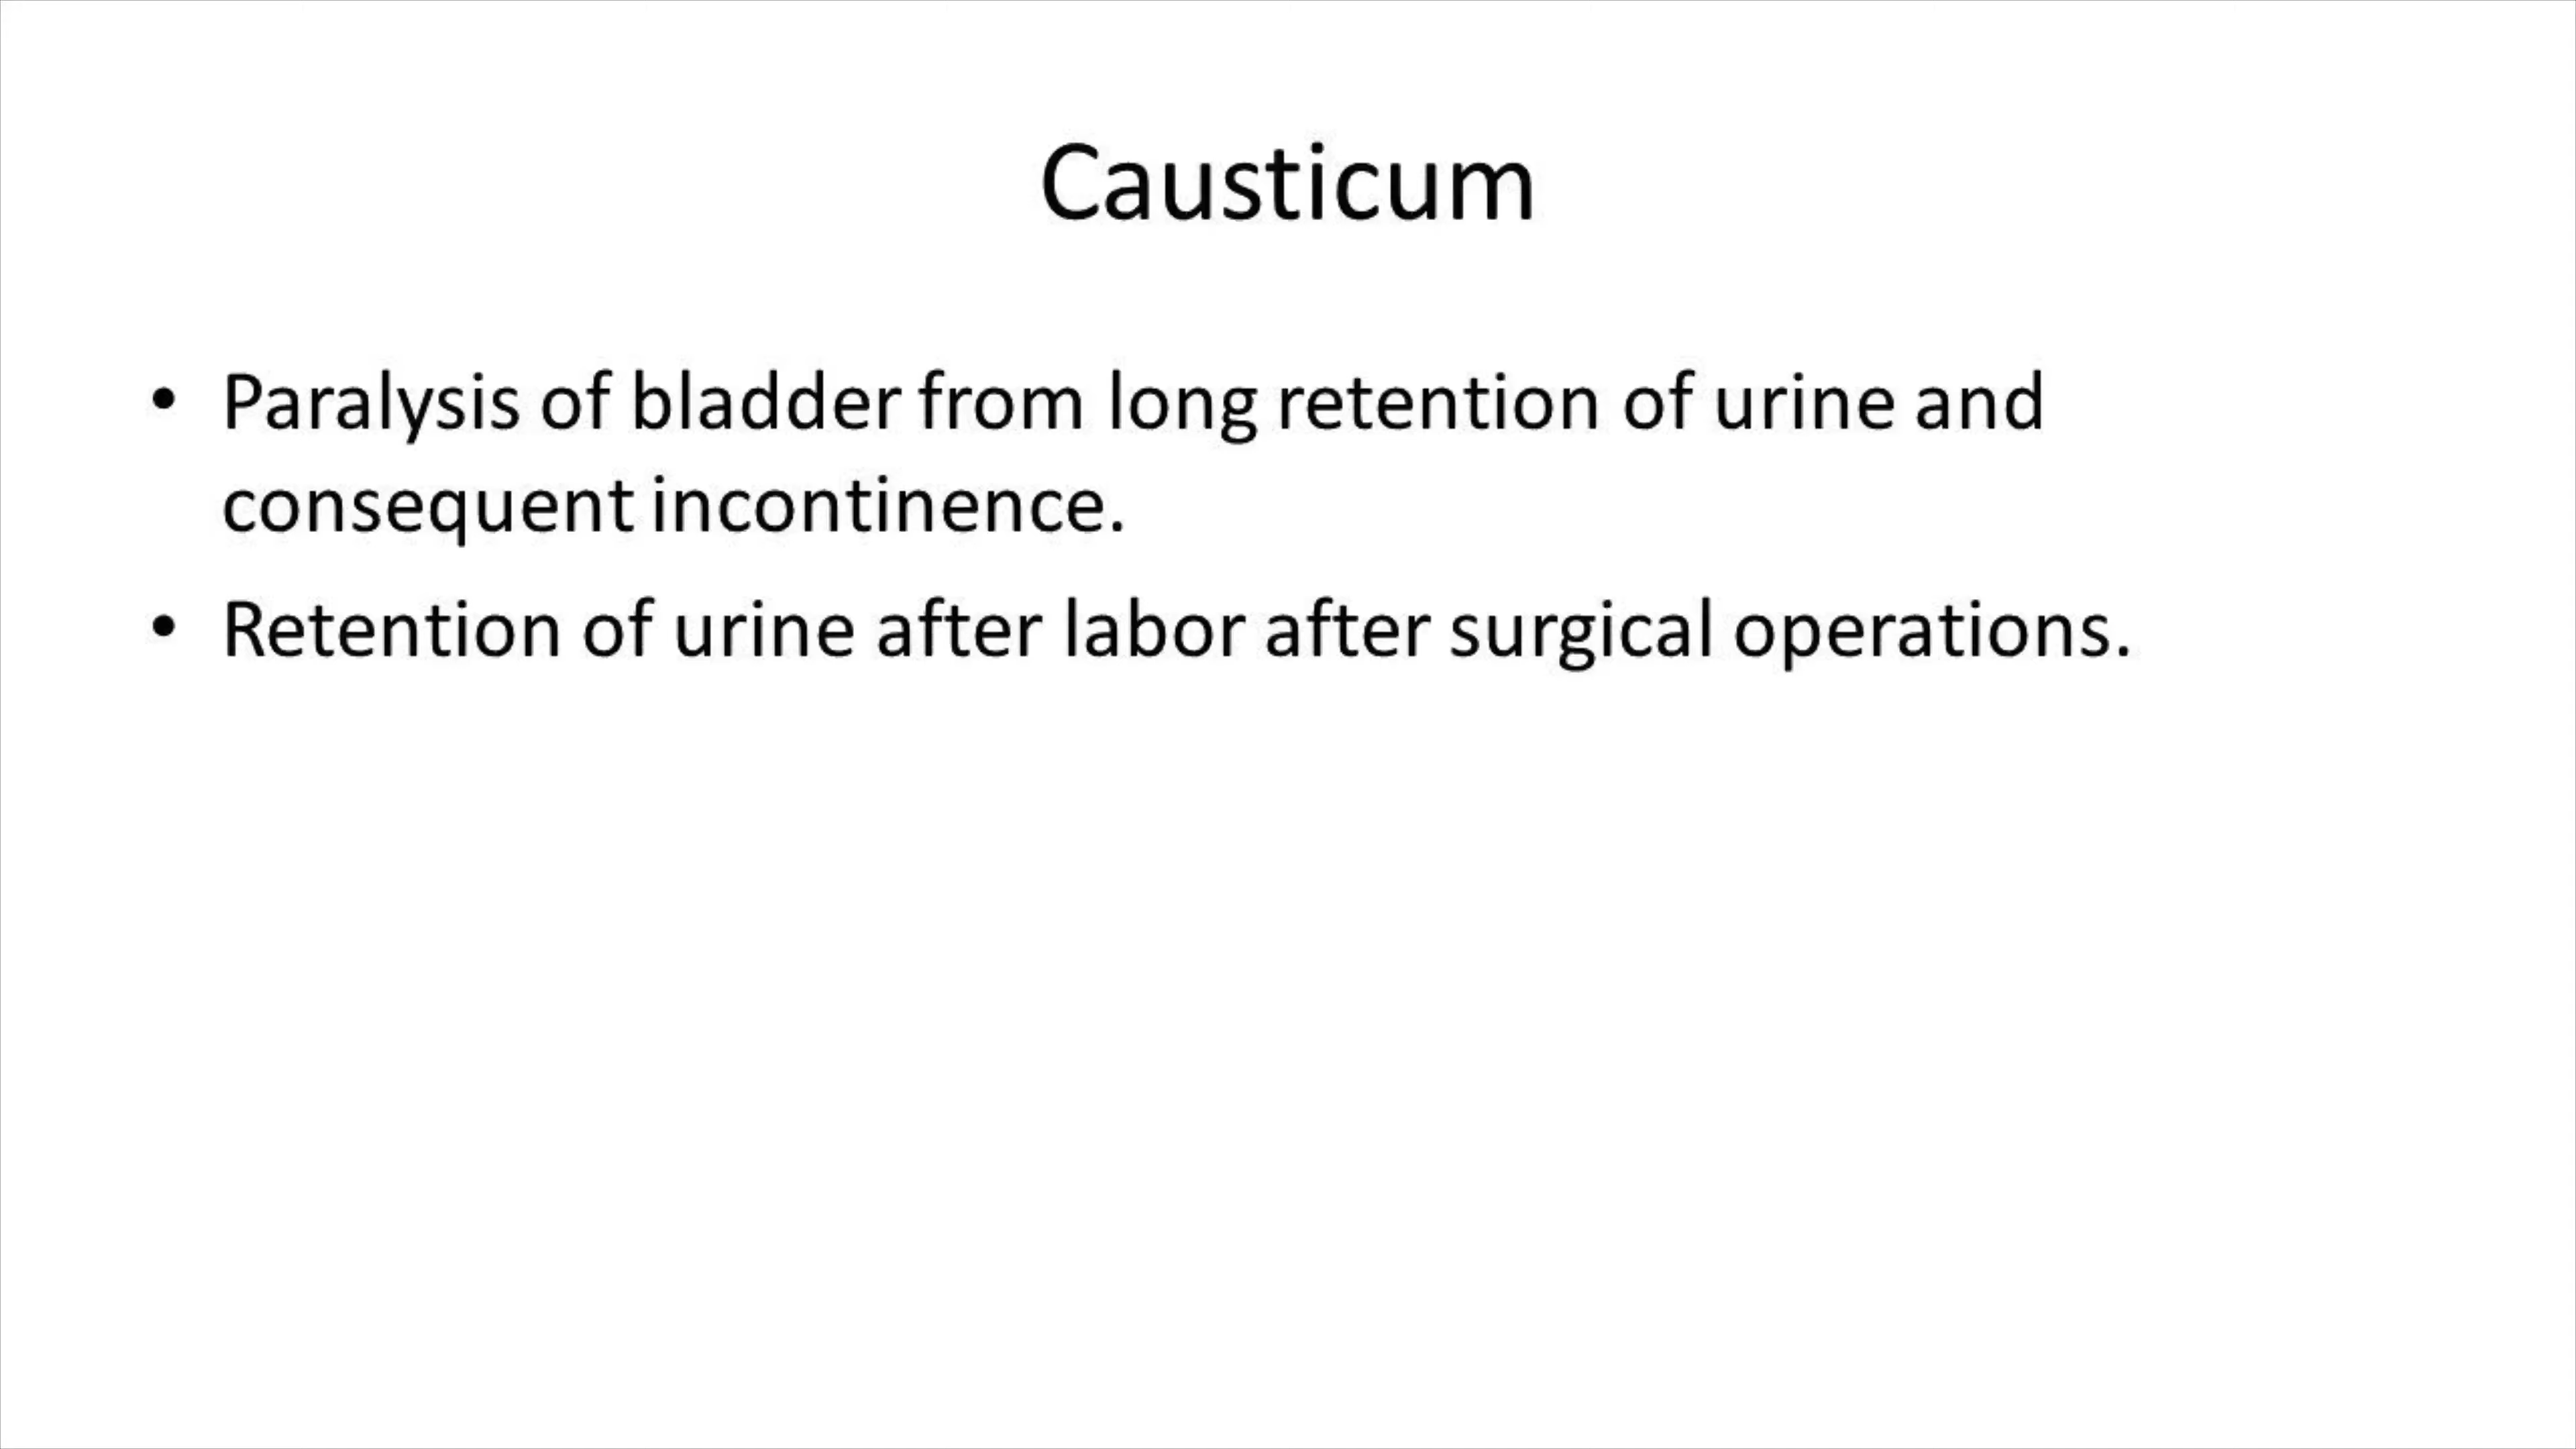 Causticum
• Paralysis of bladder from long retention of urine and
consequent incontinence.
• Retention of urine after labor after surgical operations.